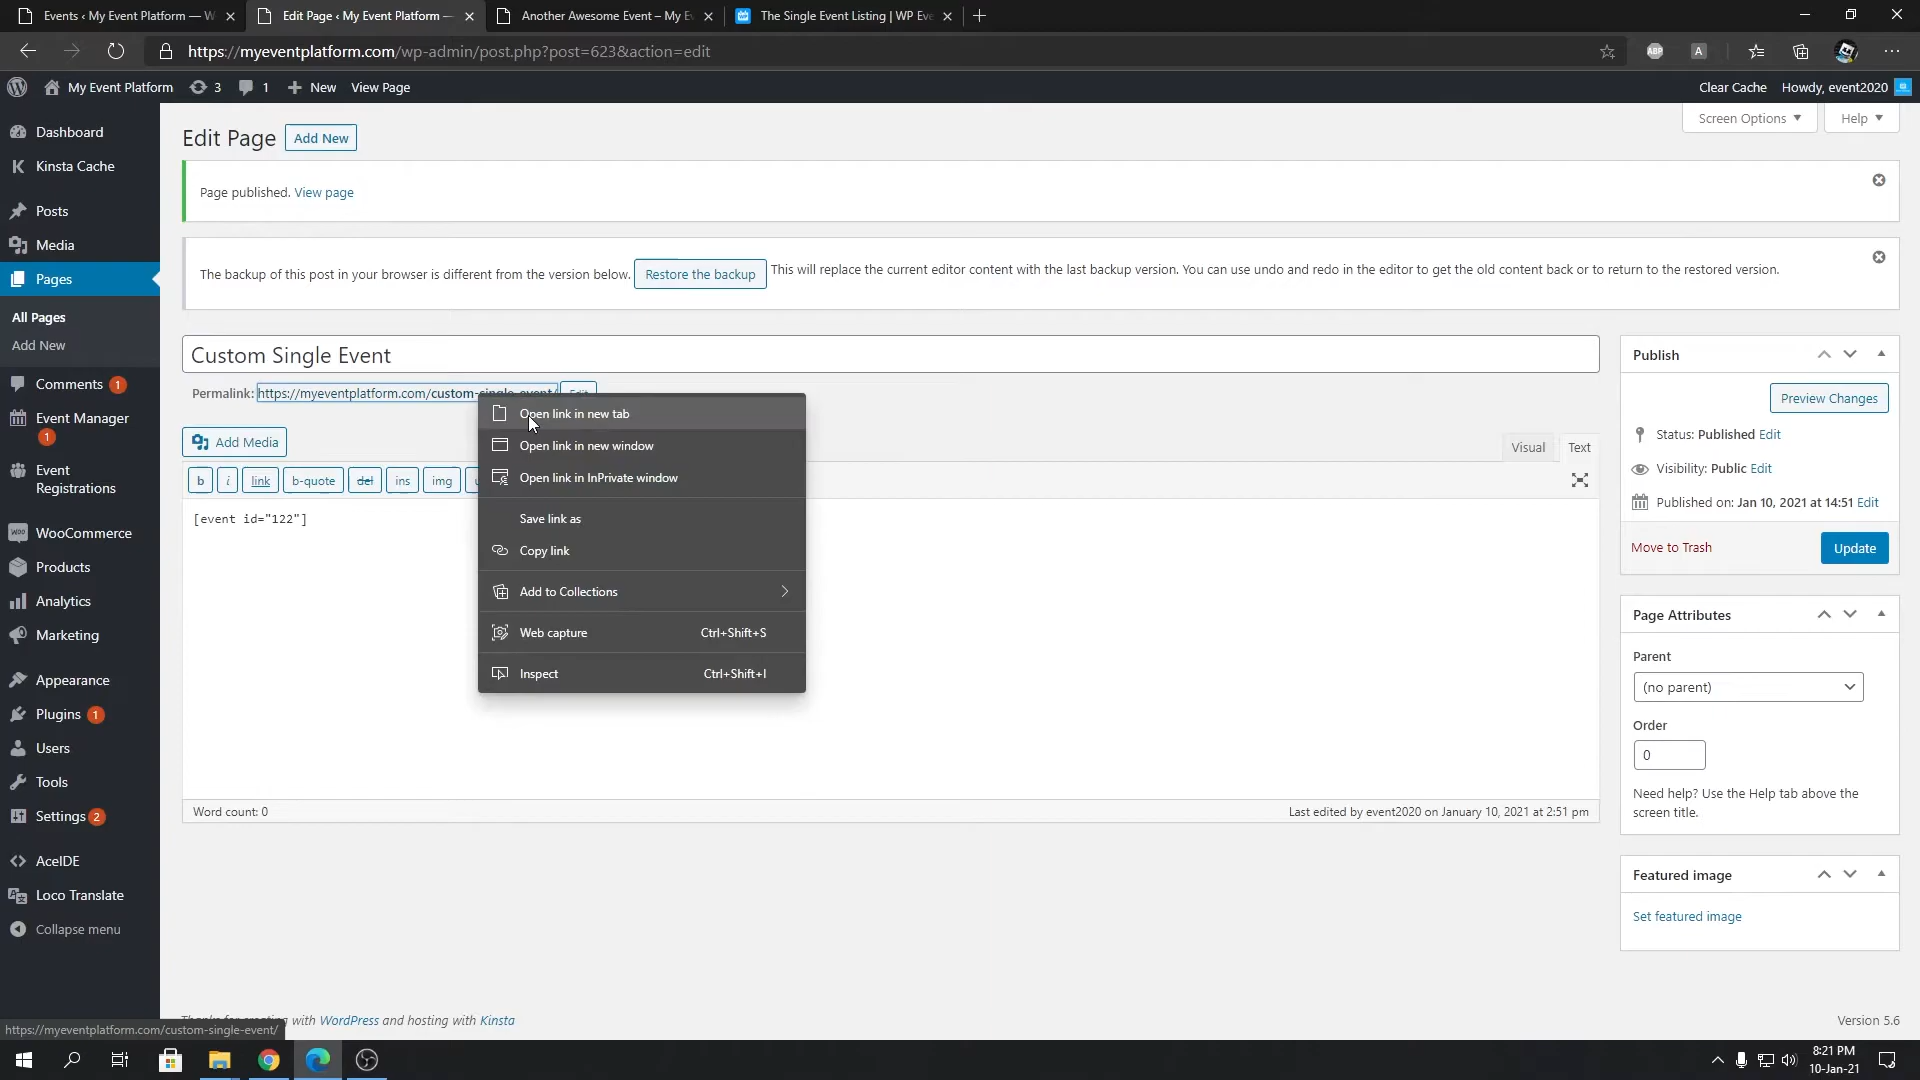 Events ‹ My Event Platform — W
Edit Page ‹ My Event Platform —
Another Awesome Event – My E
The Single Event Listing | WP Eve
https://myeventplatform.com/wp-admin/post.php?post=623&action=edit
ABP
A
My Event Platform
3
1
New
View Page
Clear Cache
Howdy, event2020
Dashboard
Kinsta Cache
Posts
Media
Pages
All Pages
Add New
Comments 1
Event Manager
1
Event
Registrations
WooCommerce
Products
Analytics
Marketing
Appearance
Plugins 1
Users
Tools
Settings 2
AceIDE
Loco Translate
Collapse menu
Edit Page
Add New
Screen Options
Help
Page published. View page
The backup of this post in your browser is different from the version below. Restore the backup This will replace the current editor content with the last backup version. You can use undo and redo in the editor to get the old content back or to return to the restored version.
Custom Single Event
Permalink: https://myeventplatform.com/custom-single-event/ Edit
Add Media
Visual
Text
b
i
link
b-quote
del
ins
img
[event id="122"]
Open link in new tab
Open link in new window
Open link in InPrivate window
Save link as
Copy link
Add to Collections
Web capture Ctrl+Shift+S
Inspect Ctrl+Shift+I
Word count: 0
Last edited by event2020 on January 10, 2021 at 2:51 pm
Publish
Preview Changes
Status: Published Edit
Visibility: Public Edit
Published on: Jan 10, 2021 at 14:51 Edit
Move to Trash
Update
Page Attributes
Parent
(no parent)
Order
0
Need help? Use the Help tab above the
screen title.
Featured image
Set featured image
Thanks for creating with WordPress and hosting with Kinsta
Version 5.6
https://myeventplatform.com/custom-single-event/
8:21 PM
10-Jan-21